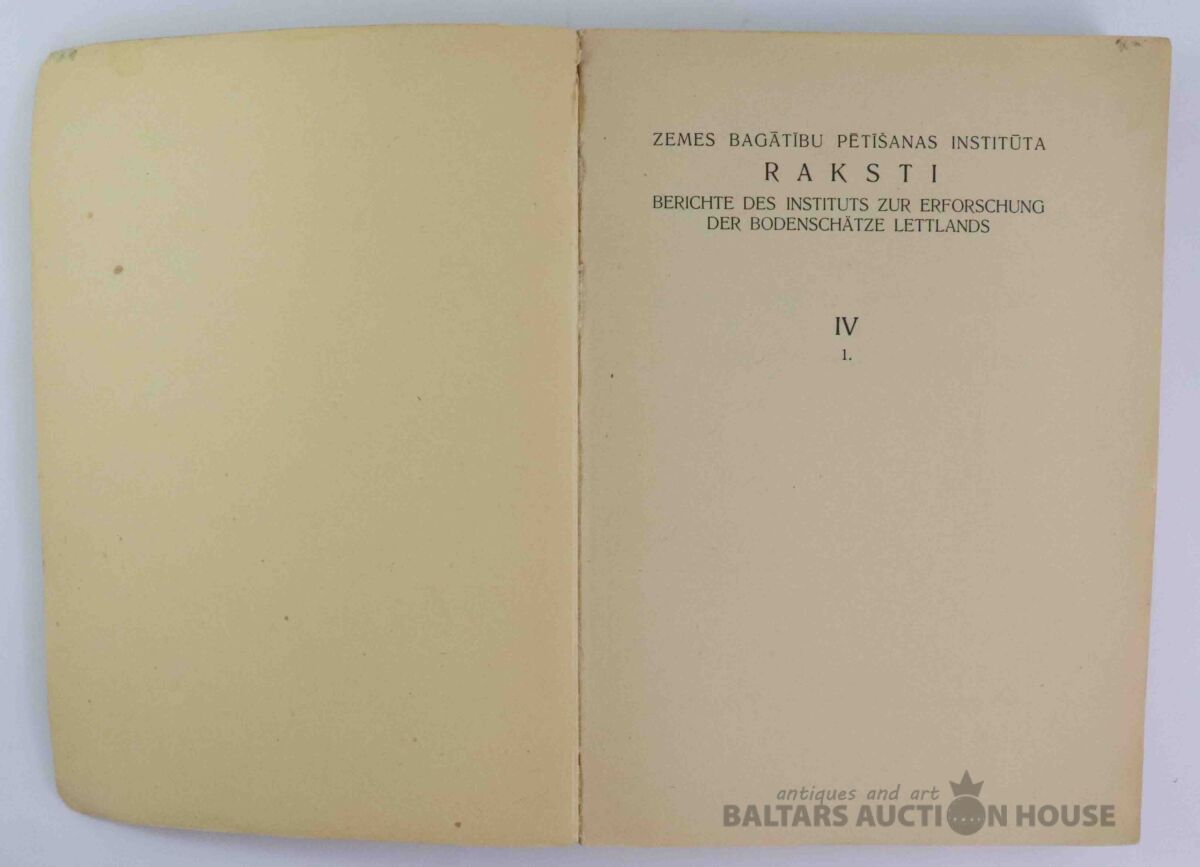 ZEMES BAGĀTĪBU PĒTĪŠANAS INSTITŪTA
RAKSTI
BERICHTE DES INSTITUTS ZUR ERFORSCHUNG
DER BODENSCHÄTZE LETTLANDS
IV
1.
antiques and art
BALTARS AUCTION HOUSE